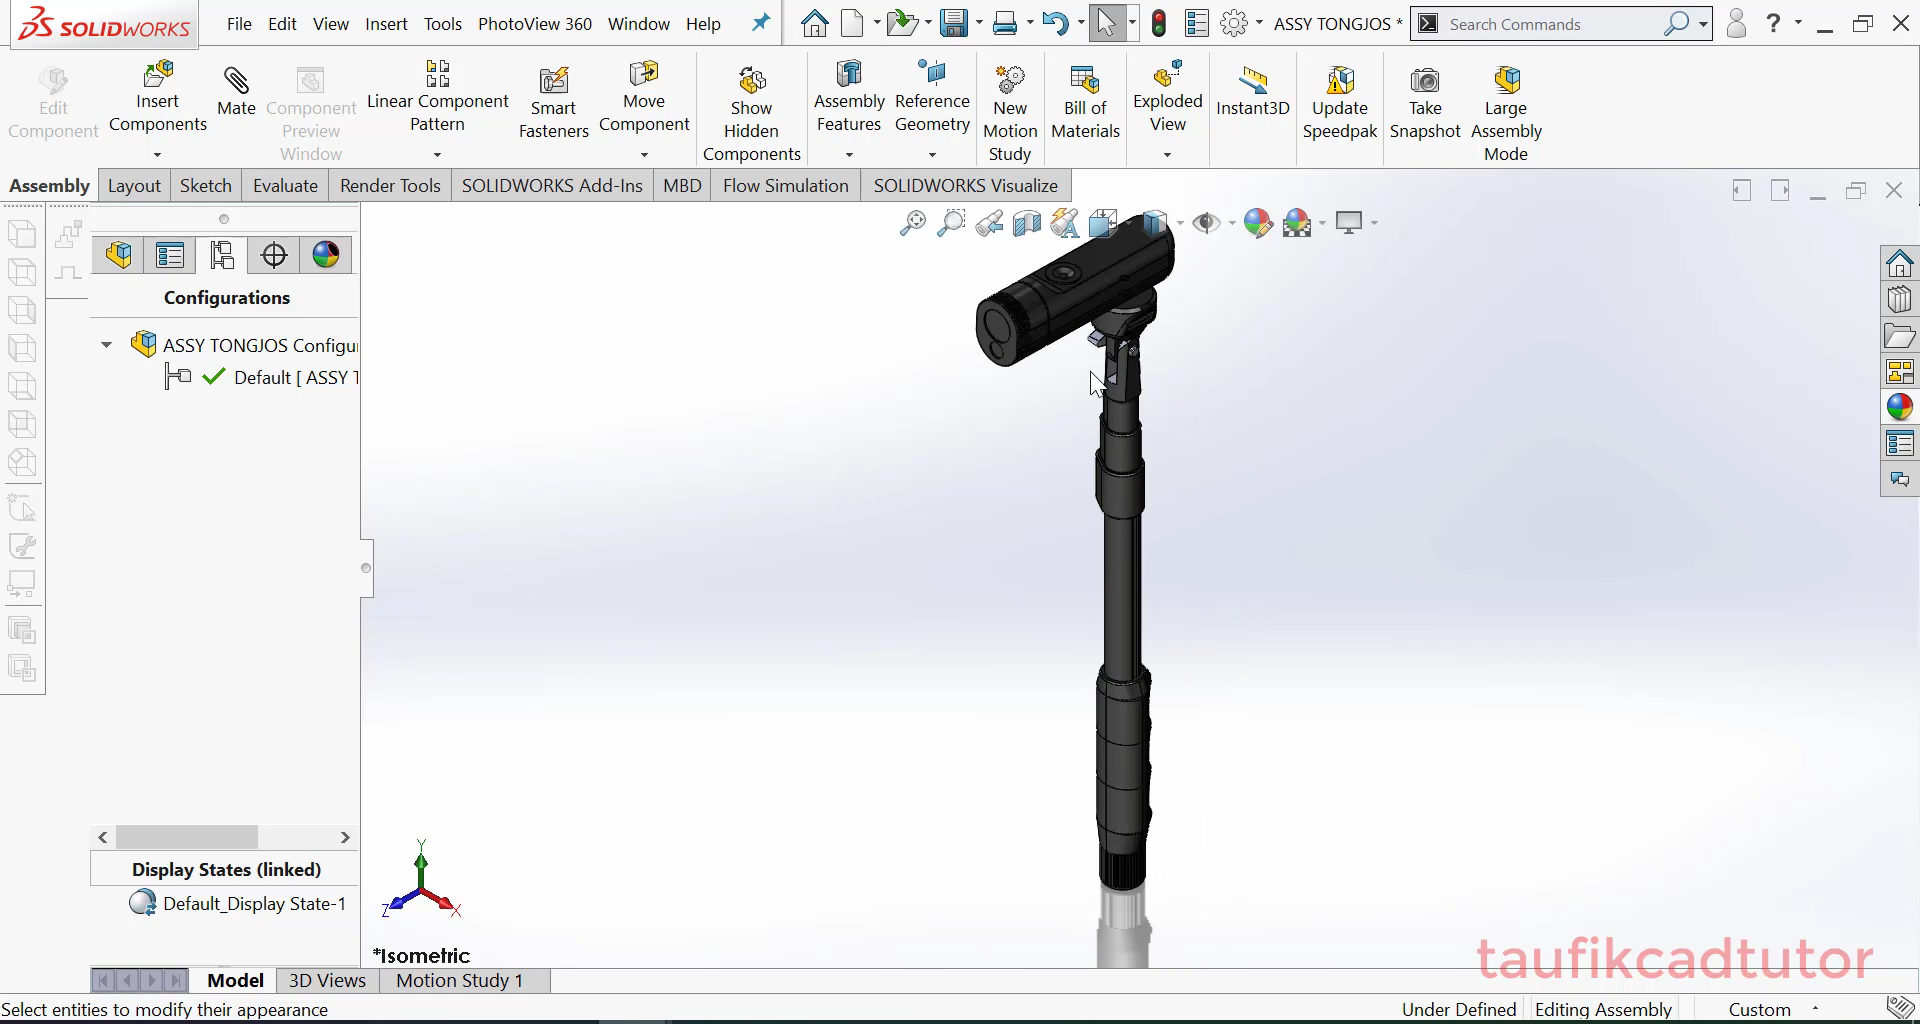 SOLIDWORKS
File Edit View Insert Tools PhotoView 360 Window Help
ASSY TONGJOS *
Search Commands
?
Edit
Component
Insert
Components
Mate
Component
Preview
Window
Linear Component
Pattern
Smart
Fasteners
Move
Component
Show
Hidden
Components
Assembly
Features
Reference
Geometry
New
Motion
Study
Bill of
Materials
Exploded
View
Instant3D
Update
Speedpak
Take
Snapshot
Large
Assembly
Mode
Assembly Layout Sketch Evaluate Render Tools SOLIDWORKS Add-Ins MBD Flow Simulation SOLIDWORKS Visualize
Configurations
ASSY TONGJOS Configu
Default [ ASSY T
Display States (linked)
Default_Display State-1
Y
Z
X
*Isometric
taufikcadtutor
Model 3D Views Motion Study 1
Select entities to modify their appearance
Under Defined Editing Assembly Custom